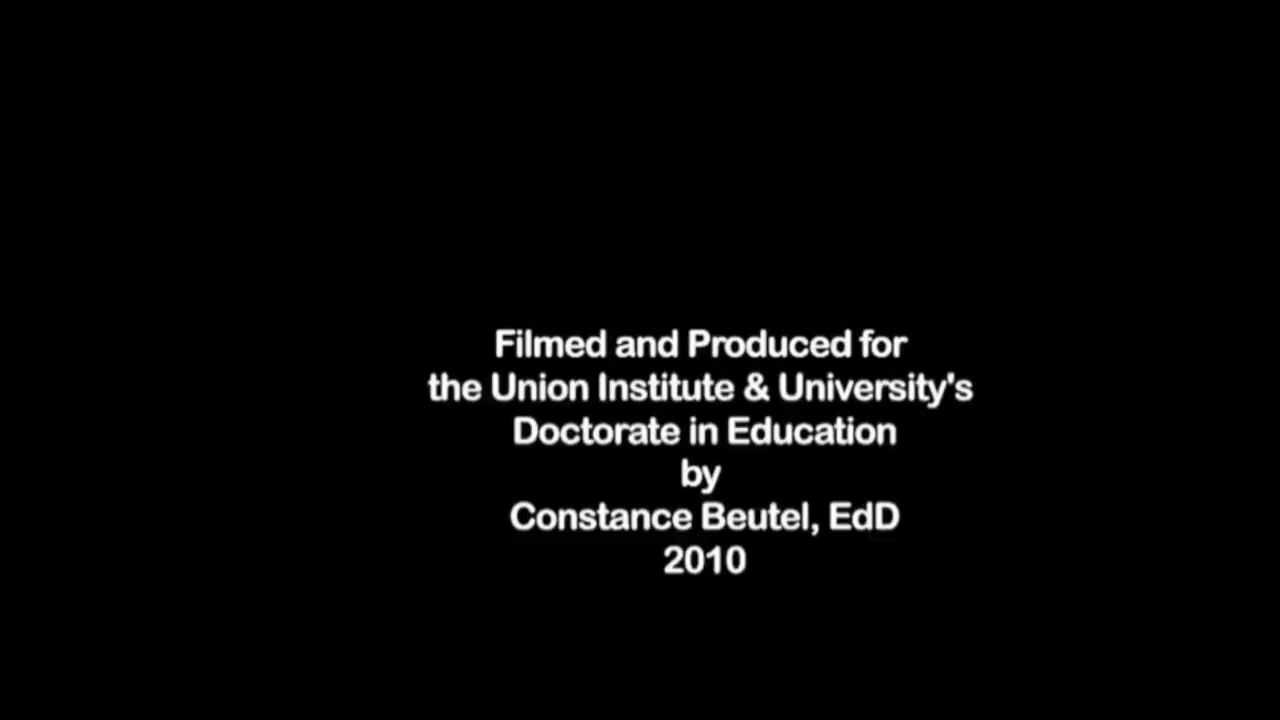 Filmed and Produced for
the Union Institute & University's
Doctorate in Education
by
Constance Beutel, EdD
2010